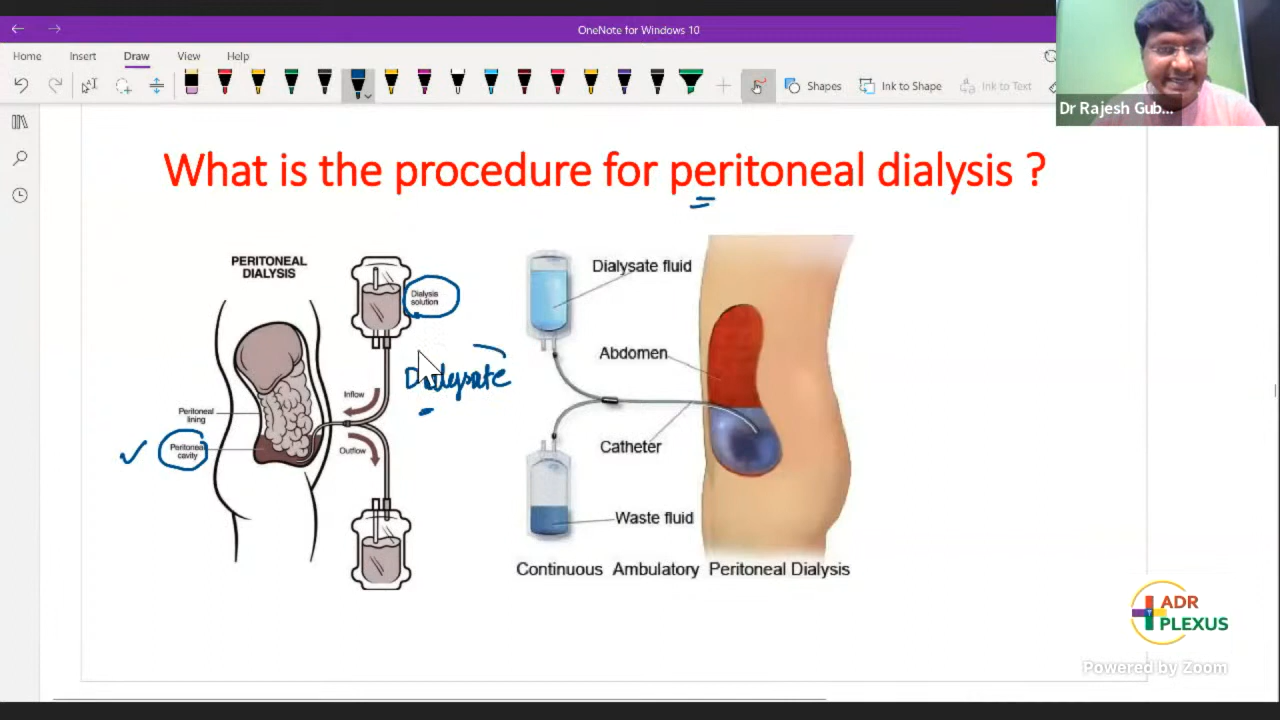 OneNote for Windows 10
Home Insert Draw View Help
Shapes Ink to Shape Ink to Text
Dr Rajesh Gub...
What is the procedure for peritoneal dialysis ?
PERITONEAL
DIALYSIS
Dialysis
solution
Dialysate
Inflow
Peritoneal
lining
Peritoneal
cavity
Outflow
Dialysate fluid
Abdomen
Catheter
Waste fluid
Continuous Ambulatory Peritoneal Dialysis
ADR
PLEXUS
Powered by Zoom